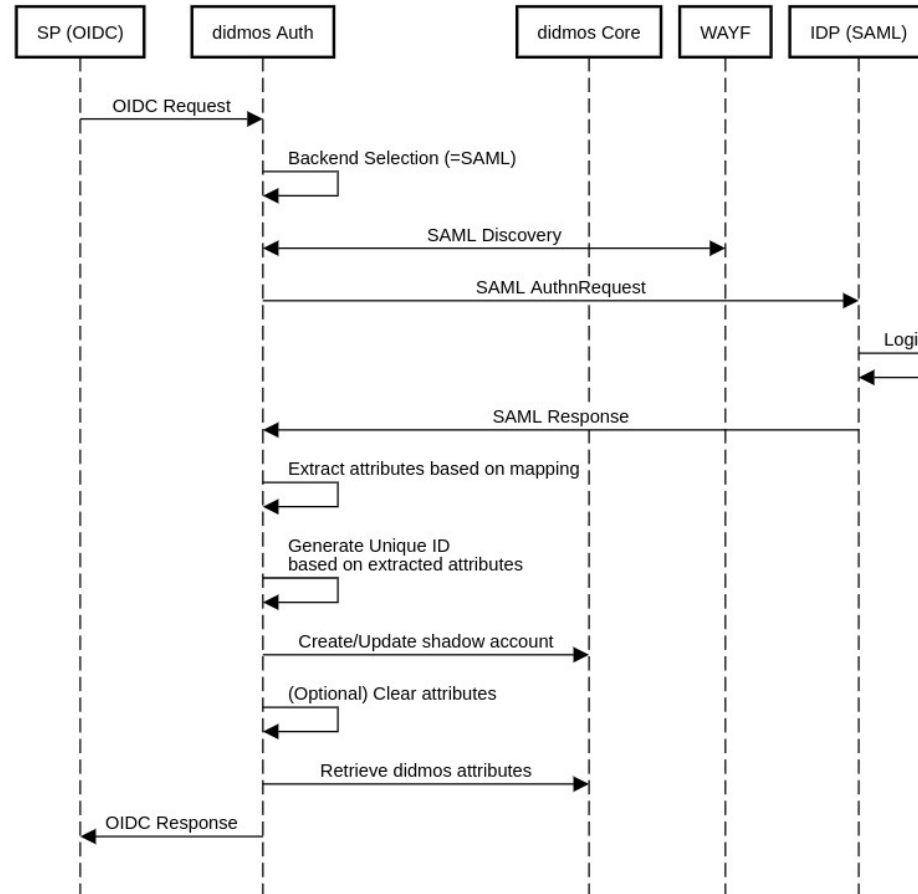 SP (OIDC)
didmos Auth
didmos Core
WAYF
IDP (SAML)
OIDC Request
Backend Selection (=SAML)
SAML Discovery
SAML AuthnRequest
Logi
SAML Response
Extract attributes based on mapping
Generate Unique ID
based on extracted attributes
Create/Update shadow account
(Optional) Clear attributes
Retrieve didmos attributes
OIDC Response